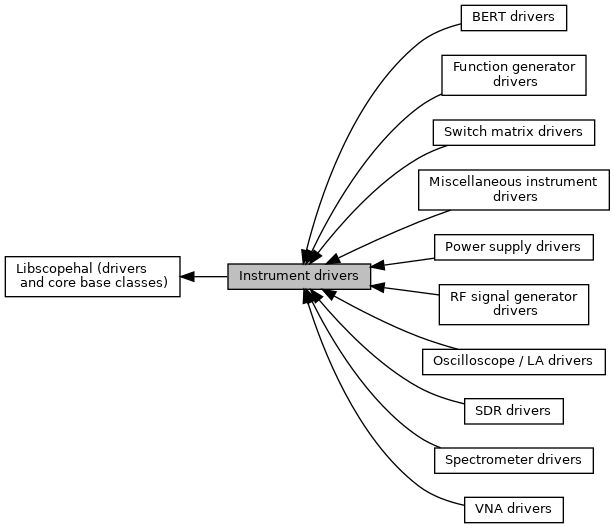 BERT drivers
Function generator
drivers
Switch matrix drivers
Miscellaneous instrument
drivers
Power supply drivers
Libscopehal (drivers
and core base classes)
Instrument drivers
RF signal generator
drivers
Oscilloscope / LA drivers
SDR drivers
Spectrometer drivers
VNA drivers